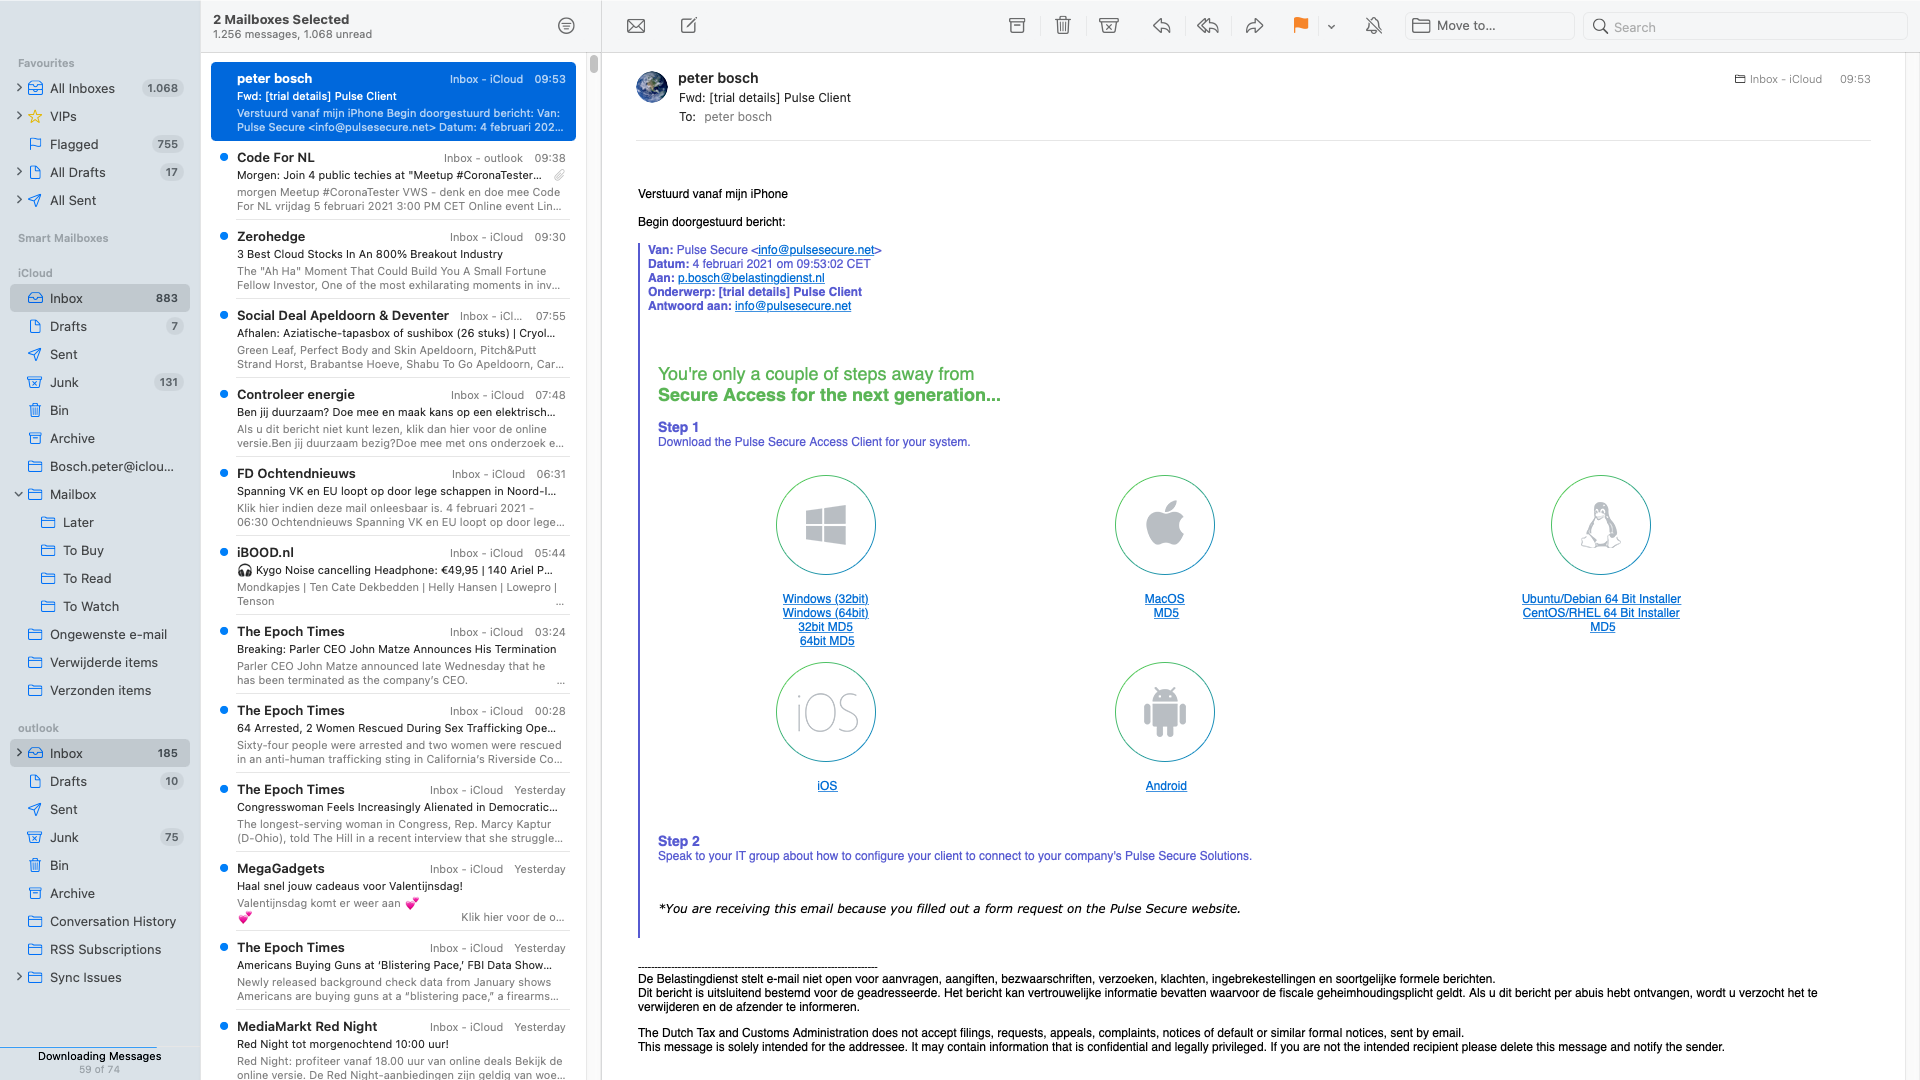 Favourites
All Inboxes 1.068
VIPs
Flagged 755
All Drafts 17
All Sent
Smart Mailboxes
iCloud
Inbox 883
Drafts 7
Sent
Junk 131
Bin
Archive
Bosch.peter@iclou...
Mailbox
Later
To Buy
To Read
To Watch
Ongewenste e-mail
Verwijderde items
Verzonden items
outlook
Inbox 185
Drafts 10
Sent
Junk 75
Bin
Archive
Conversation History
RSS Subscriptions
Sync Issues
Downloading Messages
59 of 74
2 Mailboxes Selected
1.256 messages, 1.068 unread
peter bosch Inbox - iCloud 09:53
Fwd: [trial details] Pulse Client
Verstuurd vanaf mijn iPhone Begin doorgestuurd bericht: Van:
Pulse Secure <info@pulsesecure.net> Datum: 4 februari 202...
Code For NL Inbox - outlook 09:38
Morgen: Join 4 public techies at "Meetup #CoronaTester...
morgen Meetup #CoronaTester VWS - denk en doe mee Code
For NL vrijdag 5 februari 2021 3:00 PM CET Online event Lin...
Zerohedge Inbox - iCloud 09:30
3 Best Cloud Stocks In An 800% Breakout Industry
The "Ah Ha" Moment That Could Build You A Small Fortune
Fellow Investor, One of the most exhilarating moments in inv...
Social Deal Apeldoorn & Deventer Inbox - iCl... 07:55
Afhalen: Aziatische-tapasbox of sushibox (26 stuks) | Cryol...
Green Leaf, Perfect Body and Skin Apeldoorn, Pitch&Putt
Strand Horst, Brabantse Hoeve, Shabu To Go Apeldoorn, Car...
Controleer energie Inbox - iCloud 07:48
Ben jij duurzaam? Doe mee en maak kans op een elektrisch...
Als u dit bericht niet kunt lezen, klik dan hier voor de online
versie.Ben jij duurzaam bezig?Doe mee met ons onderzoek e...
FD Ochtendnieuws Inbox - iCloud 06:31
Spanning VK en EU loopt op door lege schappen in Noord-I...
Klik hier indien deze mail onleesbaar is. 4 februari 2021 -
06:30 Ochtendnieuws Spanning VK en EU loopt op door lege...
iBOOD.nl Inbox - iCloud 05:44
🎧 Kygo Noise cancelling Headphone: €49,95 | 140 Ariel P...
Mondkapjes | Ten Cate Dekbedden | Helly Hansen | Lowepro |
Tenson ...
The Epoch Times Inbox - iCloud 03:24
Breaking: Parler CEO John Matze Announces His Termination
Parler CEO John Matze announced late Wednesday that he
has been terminated as the company's CEO. ...
The Epoch Times Inbox - iCloud 00:28
64 Arrested, 2 Women Rescued During Sex Trafficking Ope...
Sixty-four people were arrested and two women were rescued
in an anti-human trafficking sting in California's Riverside Co...
The Epoch Times Inbox - iCloud Yesterday
Congresswoman Feels Increasingly Alienated in Democratic...
The longest-serving woman in Congress, Rep. Marcy Kaptur
(D-Ohio), told The Hill in a recent interview that she struggle...
MegaGadgets Inbox - iCloud Yesterday
Haal snel jouw cadeaus voor Valentijnsdag!
Valentijnsdag komt er weer aan 💕
💕 Klik hier voor de o...
The Epoch Times Inbox - iCloud Yesterday
Americans Buying Guns at ‘Blistering Pace,’ FBI Data Show...
Newly released background check data from January shows
Americans are buying guns at a “blistering pace,” a firearms...
MediaMarkt Red Night Inbox - iCloud Yesterday
Red Night tot morgenochtend 10:00 uur!
Red Night: profiteer vanaf 18.00 uur van online deals Bekijk de
online versie. De Red Night-aanbiedingen zijn geldig van woe...
Move to...
Search
peter bosch Inbox - iCloud 09:53
Fwd: [trial details] Pulse Client
To: peter bosch
Verstuurd vanaf mijn iPhone
Begin doorgestuurd bericht:
Van: Pulse Secure <info@pulsesecure.net>
Datum: 4 februari 2021 om 09:53:02 CET
Aan: p.bosch@belastingdienst.nl
Onderwerp: [trial details] Pulse Client
Antwoord aan: info@pulsesecure.net
You're only a couple of steps away from
Secure Access for the next generation...
Step 1
Download the Pulse Secure Access Client for your system.
Windows (32bit)
Windows (64bit)
32bit MD5
64bit MD5
MacOS
MD5
Ubuntu/Debian 64 Bit Installer
CentOS/RHEL 64 Bit Installer
MD5
iOS
iOS
Android
Step 2
Speak to your IT group about how to configure your client to connect to your company's Pulse Secure Solutions.
*You are receiving this email because you filled out a form request on the Pulse Secure website.
------------------------------------------------------------------------
De Belastingdienst stelt e-mail niet open voor aanvragen, aangiften, bezwaarschriften, verzoeken, klachten, ingebrekestellingen en soortgelijke formele berichten.
Dit bericht is uitsluitend bestemd voor de geadresseerde. Het bericht kan vertrouwelijke informatie bevatten waarvoor de fiscale geheimhoudingsplicht geldt. Als u dit bericht per abuis hebt ontvangen, wordt u verzocht het te
verwijderen en de afzender te informeren.
The Dutch Tax and Customs Administration does not accept filings, requests, appeals, complaints, notices of default or similar formal notices, sent by email.
This message is solely intended for the addressee. It may contain information that is confidential and legally privileged. If you are not the intended recipient please delete this message and notify the sender.